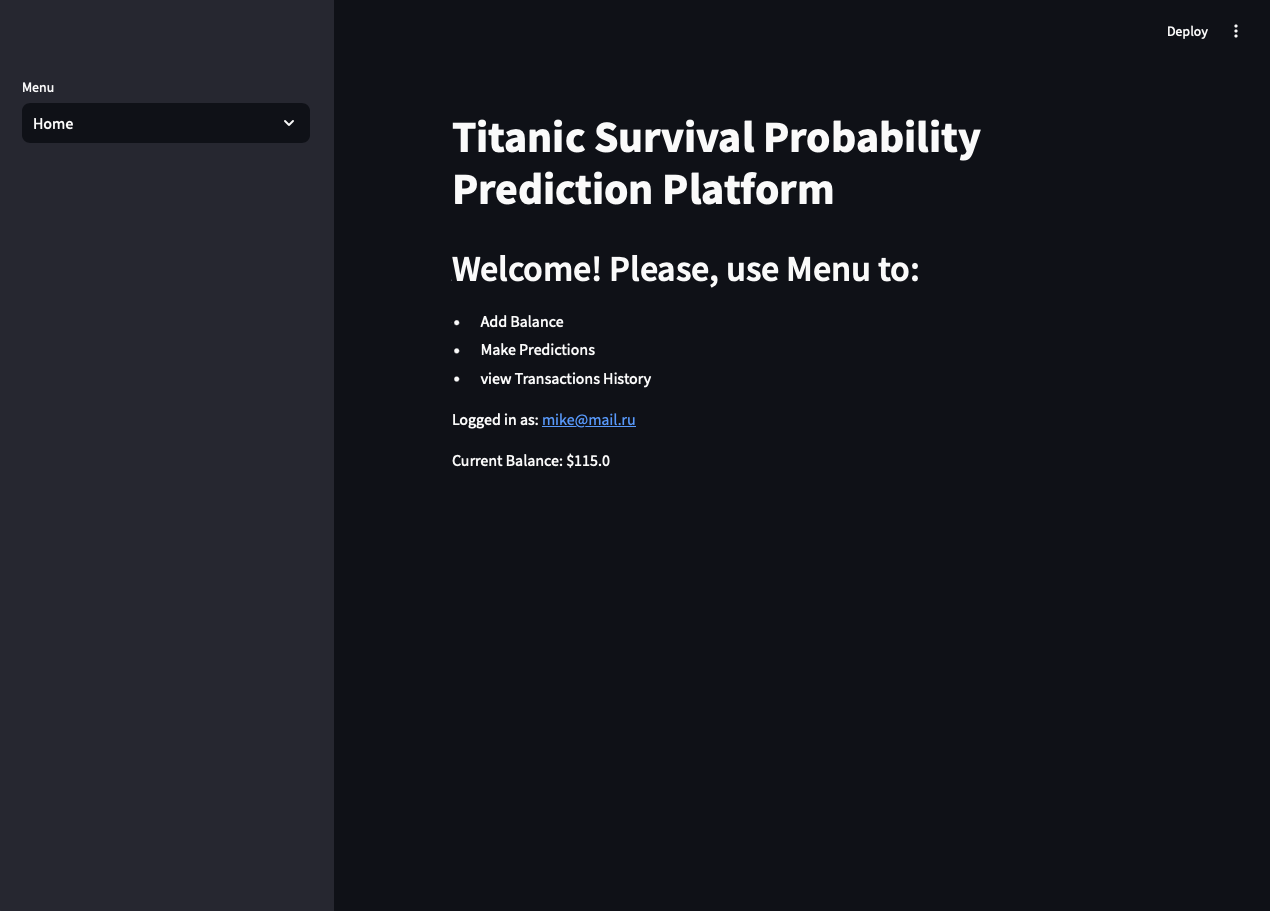 Deploy
Menu
Home
Titanic Survival Probability
Prediction Platform
Welcome! Please, use Menu to:
• Add Balance
• Make Predictions
• view Transactions History
Logged in as: mike@mail.ru
Current Balance: $115.0